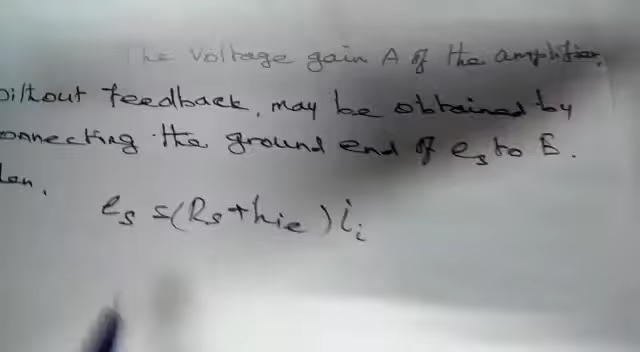 The voltage gain A of the amplifier,
without feedback, may be obtained by
connecting the ground end of es to E.
then,
es = (Rs+hie)ii